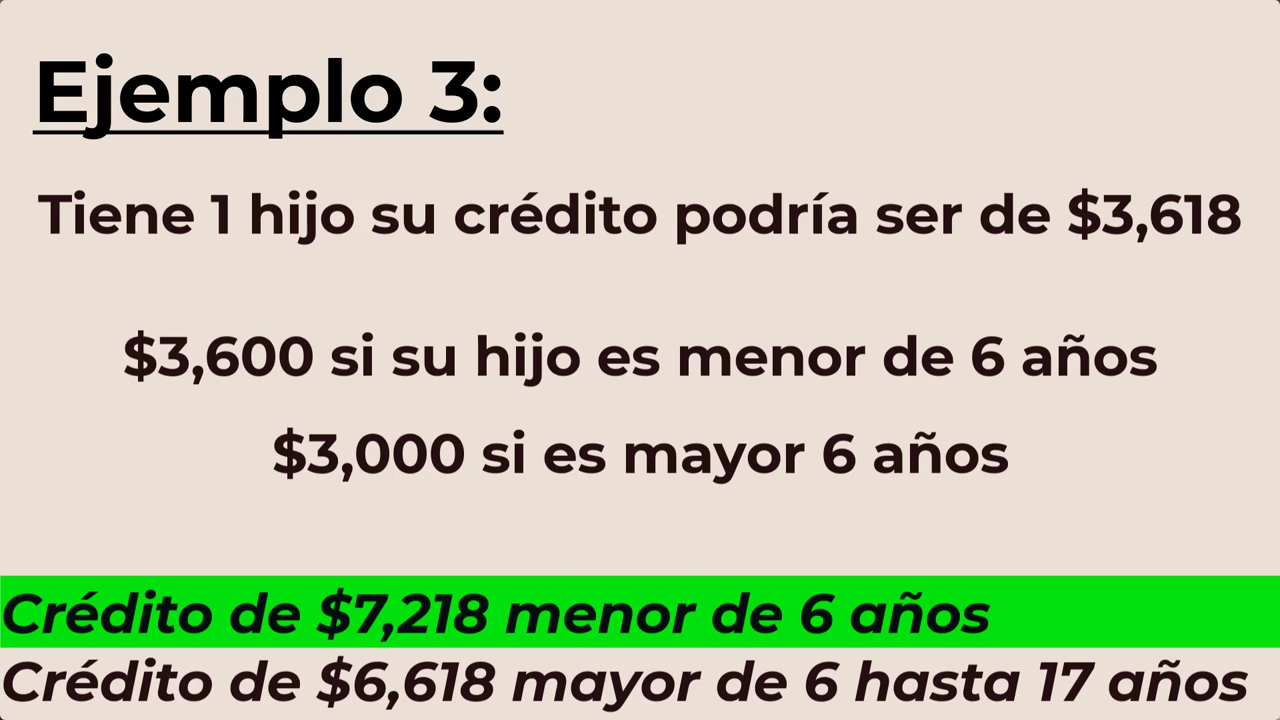 Ejemplo 3:
Tiene 1 hijo su crédito podría ser de $3,618
$3,600 si su hijo es menor de 6 años
$3,000 si es mayor 6 años
Crédito de $7,218 menor de 6 años
Crédito de $6,618 mayor de 6 hasta 17 años